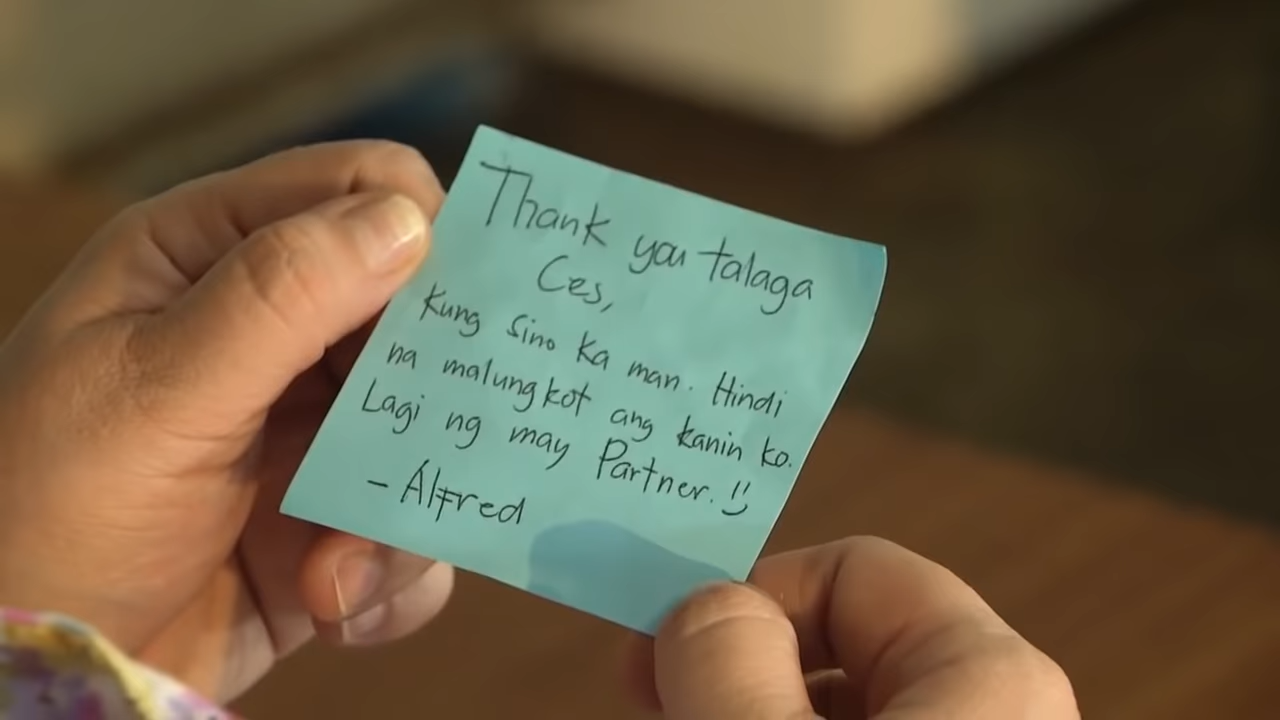 Thank you talaga
Ces,
Kung sino ka man. Hindi
na malungkot ang kanin ko.
Lagi ng may Partner. !!
- Alfred